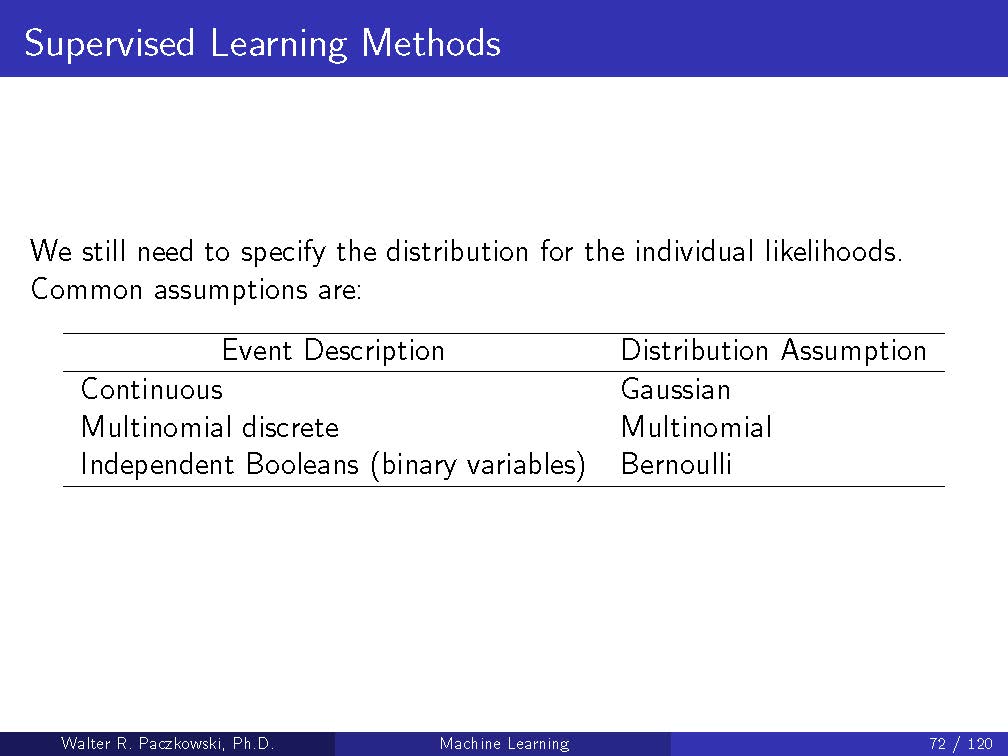 Supervised Learning Methods
We still need to specify the distribution for the individual likelihoods.
Common assumptions are:
Event Description Distribution Assumption
Continuous Gaussian
Multinomial discrete Multinomial
Independent Booleans (binary variables) Bernoulli
Walter R. Paczkowski, Ph.D. Machine Learning 72 / 120